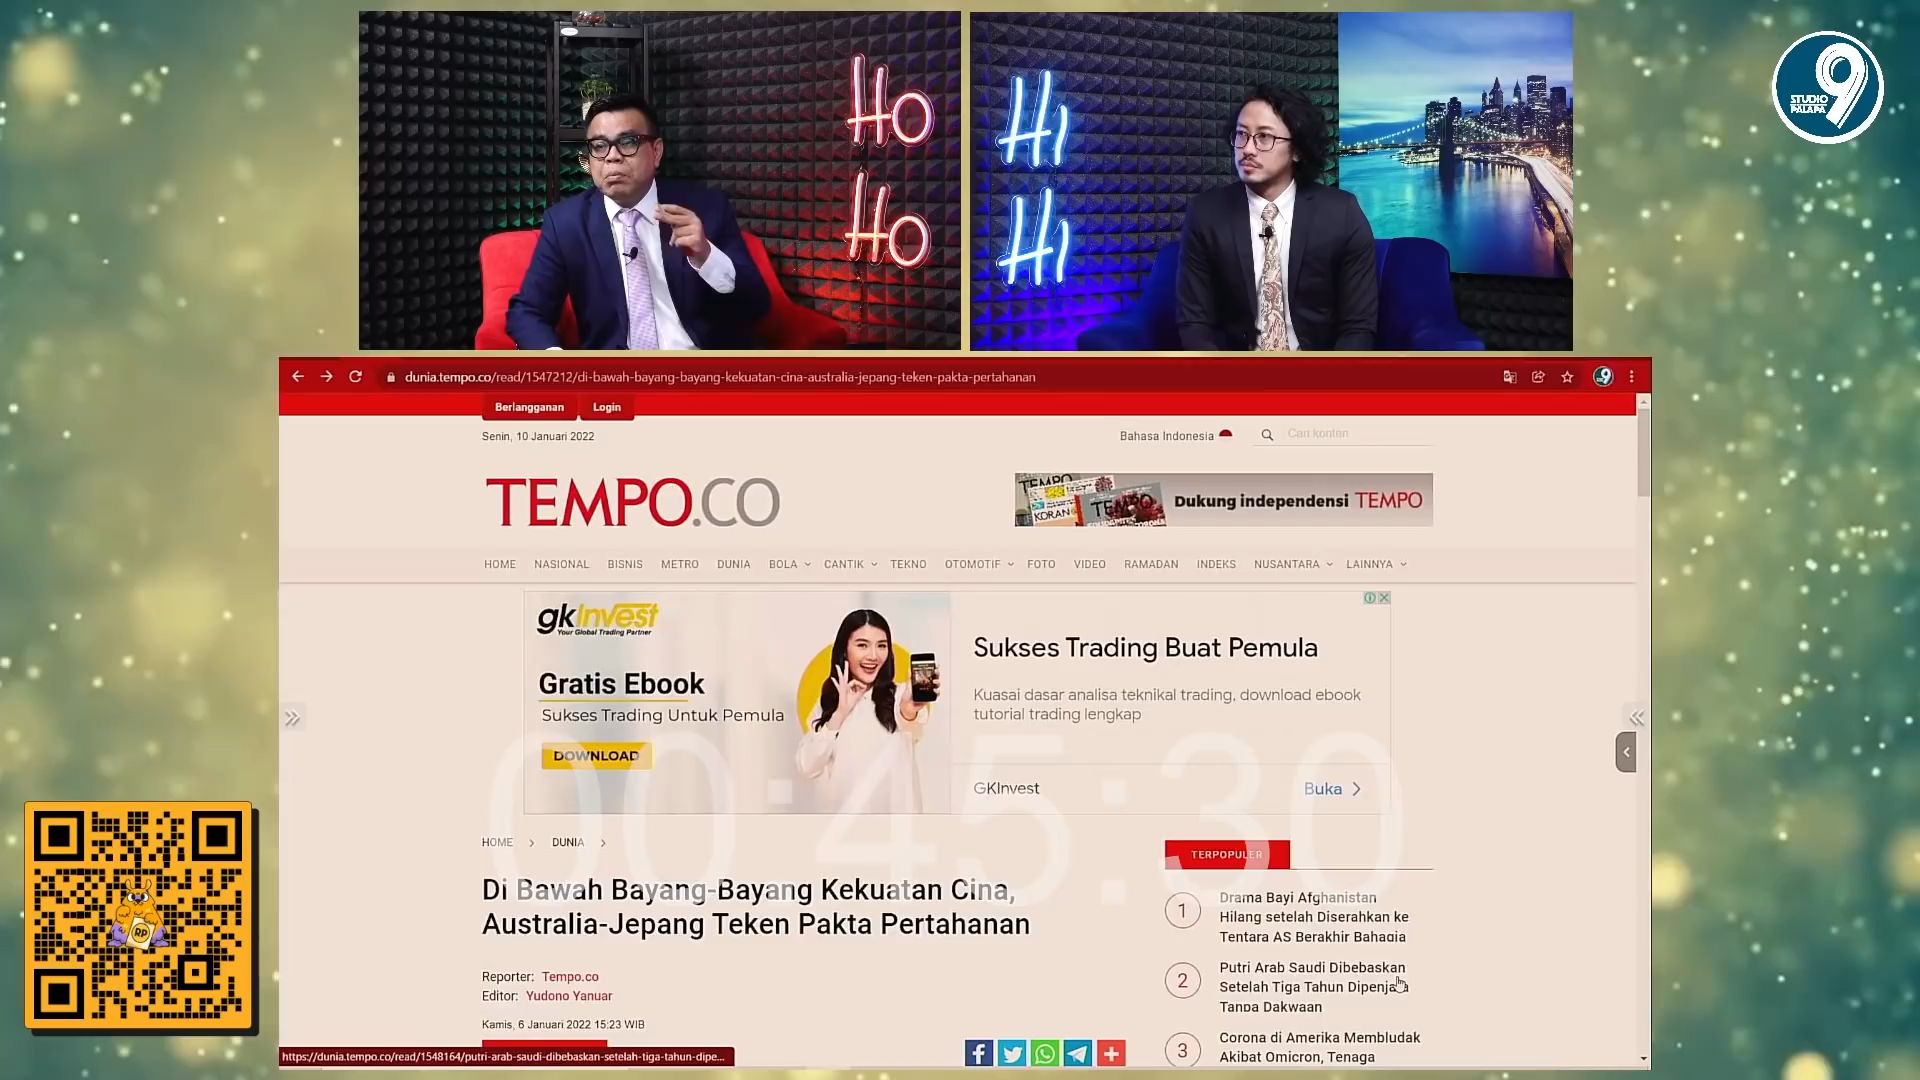 Ho
Ho
Hi
Hi
9
STUDIO
PALAPA
dunia.tempo.co/read/1547212/di-bawah-bayang-bayang-kekuatan-cina-australia-jepang-teken-pakta-pertahanan
9
Berlangganan Login
Senin, 10 Januari 2022
Bahasa Indonesia
Cari konten
TEMPO.CO
TEMPO
KORAN
TEMPO
Dukung independensi TEMPO
HOME NASIONAL BISNIS METRO DUNIA BOLA CANTIK TEKNO OTOMOTIF FOTO VIDEO RAMADAN INDEKS NUSANTARA LAINNYA
gkinvest
Your Global Trading Partner
Gratis Ebook
Sukses Trading Untuk Pemula
DOWNLOAD
Sukses Trading Buat Pemula
Kuasai dasar analisa teknikal trading, download ebook
tutorial trading lengkap
GKInvest
Buka
00:45:30
HOME > DUNIA >
Di Bawah Bayang-Bayang Kekuatan Cina,
Australia-Jepang Teken Pakta Pertahanan
Reporter: Tempo.co
Editor: Yudono Yanuar
Kamis, 6 Januari 2022 15:23 WIB
TERPOPULER
1
Drama Bayi Afghanistan
Hilang setelah Diserahkan ke
Tentara AS Berakhir Bahagia
2
Putri Arab Saudi Dibebaskan
Setelah Tiga Tahun Dipenjara
Tanpa Dakwaan
3
Corona di Amerika Membludak
Akibat Omicron, Tenaga
https://dunia.tempo.co/read/1548164/putri-arab-saudi-dibebaskan-setelah-tiga-tahun-dipe...
RP